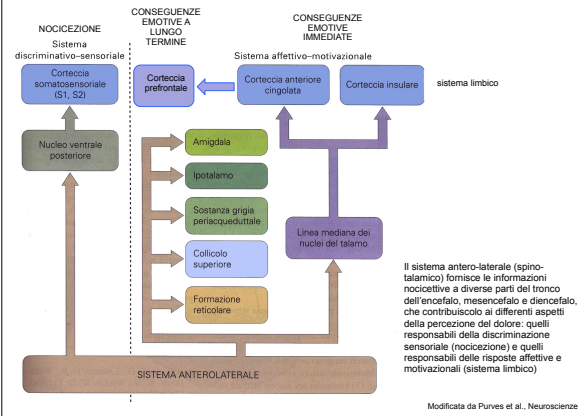 NOCICEZIONE
CONSEGUENZE
EMOTIVE A
LUNGO
TERMINE
CONSEGUENZE
EMOTIVE
IMMEDIATE
Sistema
discriminativo–sensoriale
Sistema affettivo–motivazionale
Corteccia
somatosensoriale
(S1, S2)
Corteccia
prefrontale
Corteccia anteriore
cingolata
Corteccia insulare
sistema limbico
Nucleo ventrale
posteriore
Amigdala
Ipotalamo
Sostanza grigia
periacqueduttale
Collicolo
superiore
Formazione
reticolare
Linea mediana dei
nuclei del talamo
SISTEMA ANTEROLATERALE
Il sistema antero-laterale (spino-
talamico) fornisce le informazioni
nocicettive a diverse parti del tronco
dell'encefalo, mesencefalo e diencefalo,
che contribuiscolo ai differenti aspetti
della percezione del dolore: quelli
responsabili della discriminazione
sensoriale (nocicezione) e quelli
responsabili delle risposte affettive e
motivazionali (sistema limbico)
Modificata da Purves et al., Neuroscienze